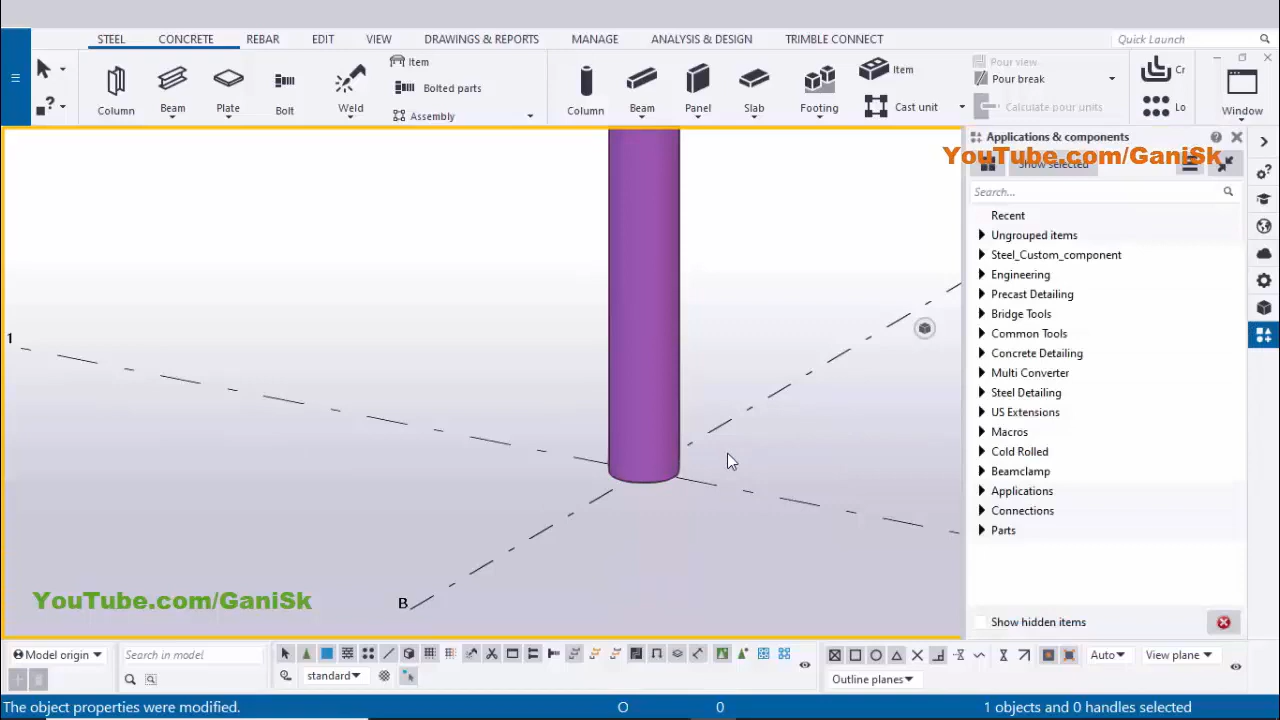 STEEL CONCRETE REBAR EDIT VIEW DRAWINGS & REPORTS MANAGE ANALYSIS & DESIGN TRIMBLE CONNECT Quick Launch
Item
Bolted parts
Assembly
Column Beam Plate Bolt Weld
Column Beam Panel Slab Footing
Item
Cast unit
Pour view
Pour break
Calculate pour units
Cr
Lo
Window
Applications & components
YouTube.com/GaniSk
Show selected
Search...
Recent
Ungrouped items
Steel_Custom_component
Engineering
Precast Detailing
Bridge Tools
Common Tools
Concrete Detailing
Multi Converter
Steel Detailing
US Extensions
Macros
Cold Rolled
Beamclamp
Applications
Connections
Parts
Show hidden items
1
B
YouTube.com/GaniSk
Model origin
Search in model
standard
Auto
View plane
Outline planes
The object properties were modified. O 0 1 objects and 0 handles selected